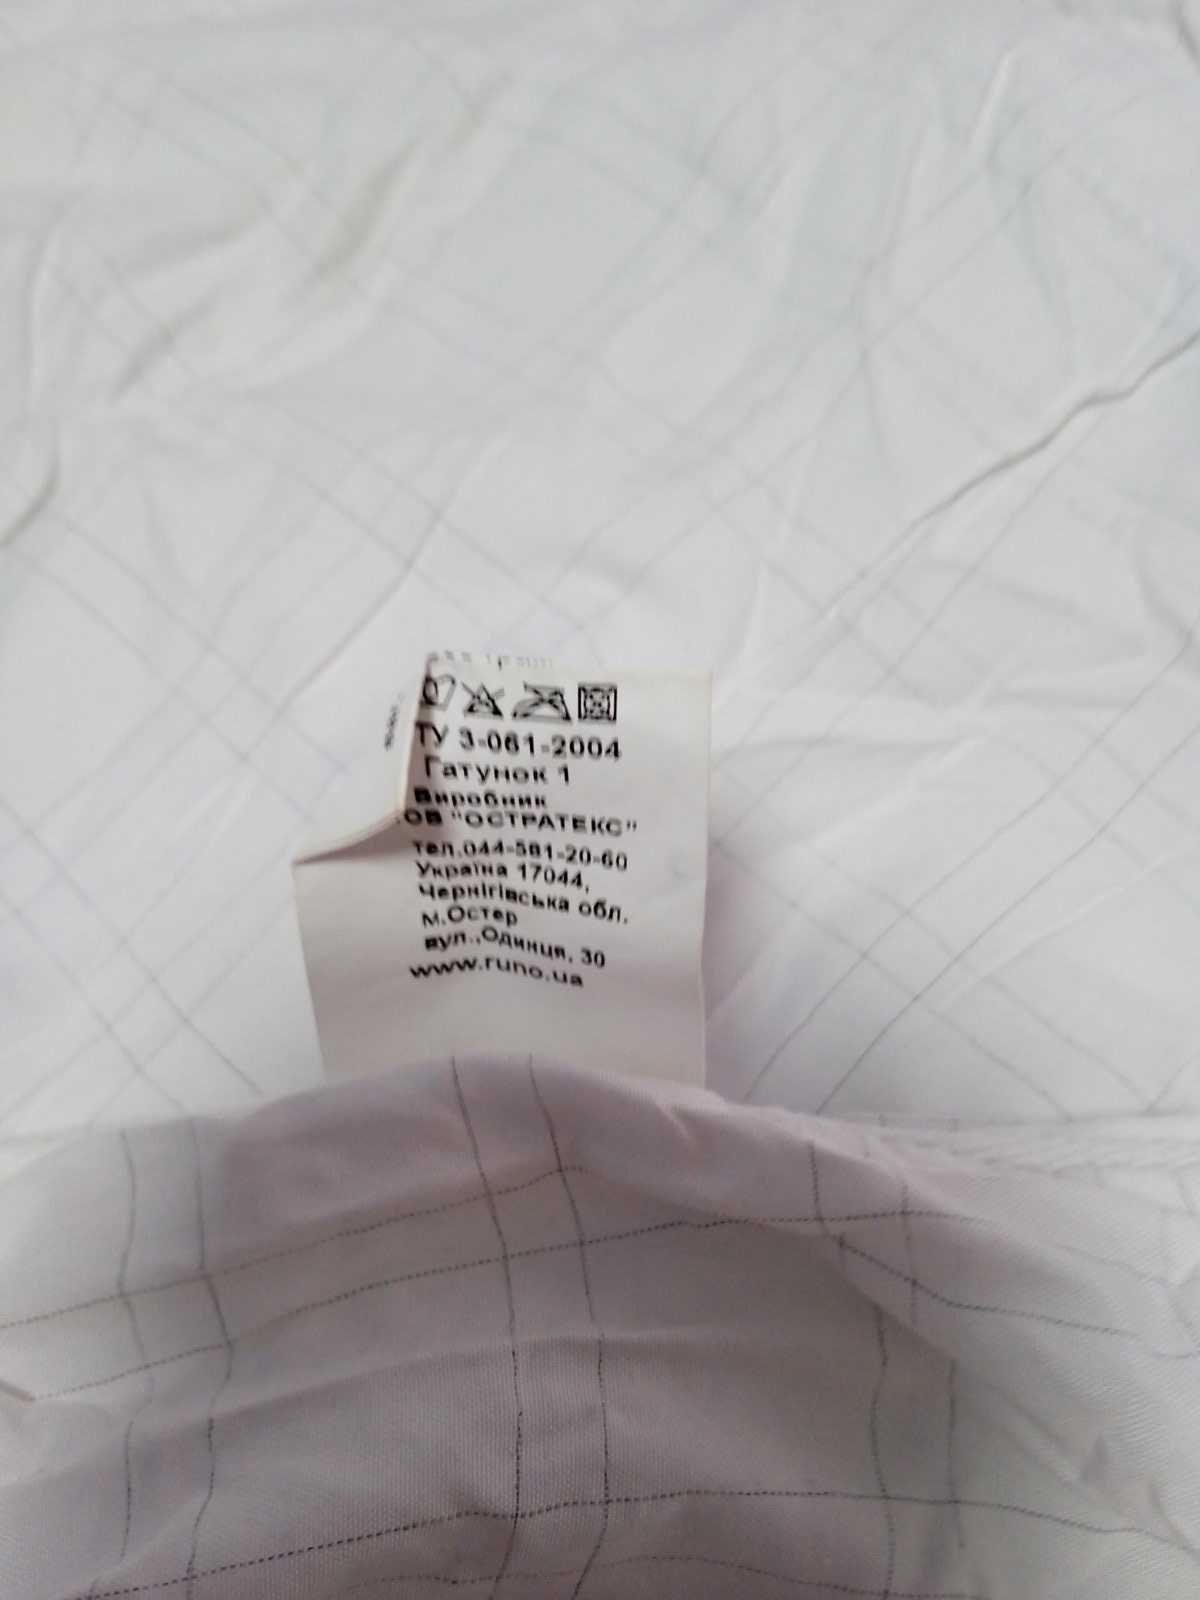 ТУ 3-061-2004
Гатунок 1
Виробник
ОВ "ОСТРАТЕКС"
тел.044-581-20-60
Україна 17044,
Чернігівська обл.
м.Остер
вул.,Одинця, 30
www.runo.ua